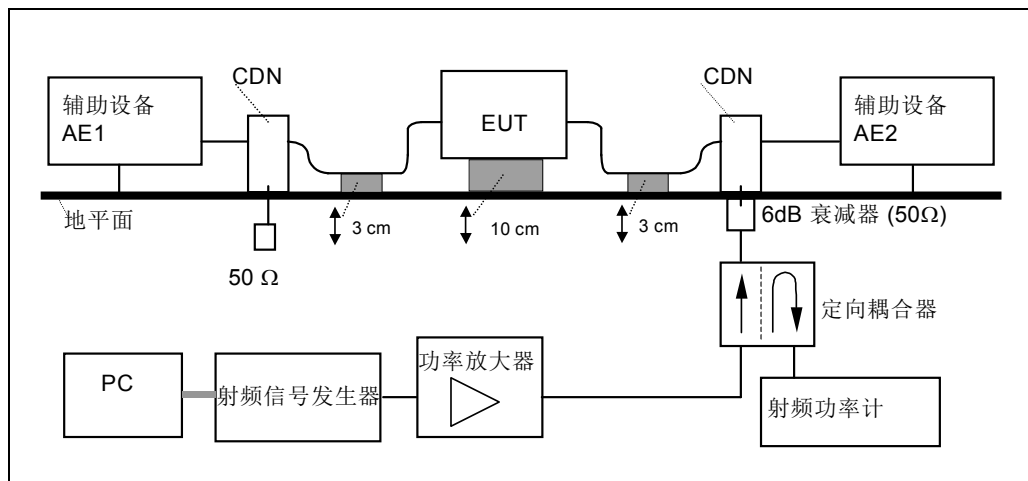 CDN
CDN
辅助设备
AE1
EUT
辅助设备
AE2
地平面
3 cm
10 cm
3 cm
6dB 衰减器 (50Ω)
50 Ω
定向耦合器
PC
射频信号发生器
功率放大器
射频功率计